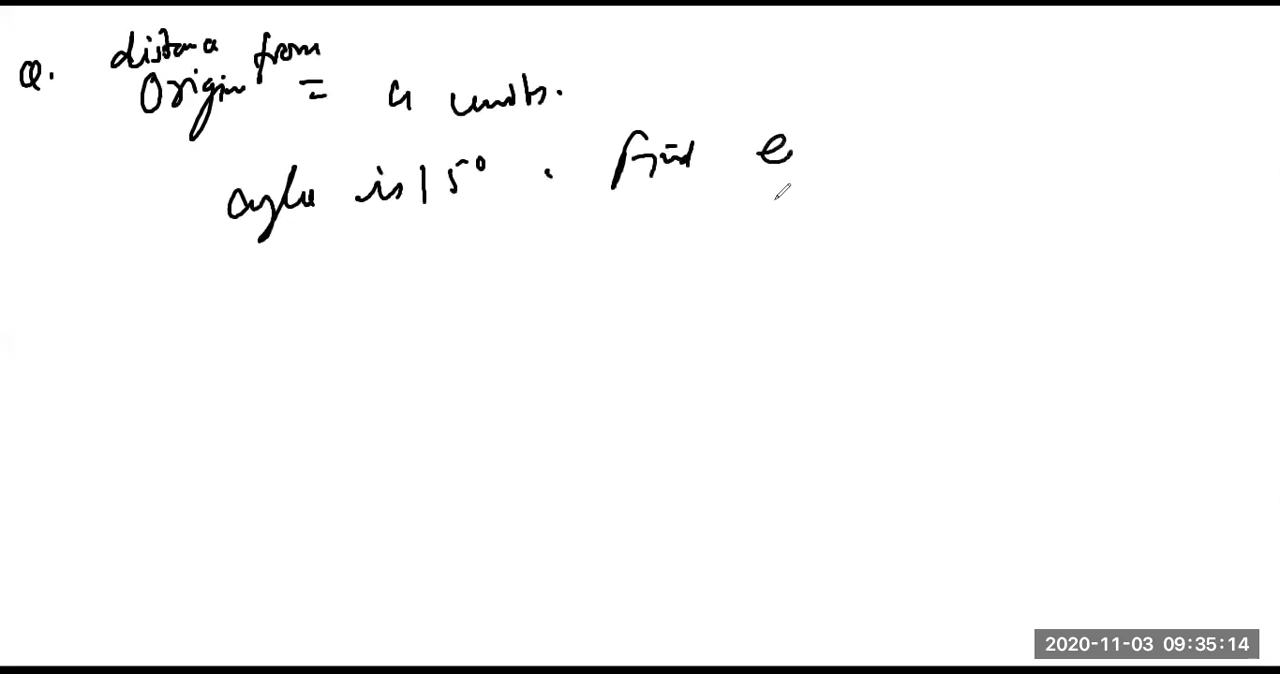 Q. distance from
Origin = 4 units.
angle is 15° . find e
2020-11-03 09:35:14